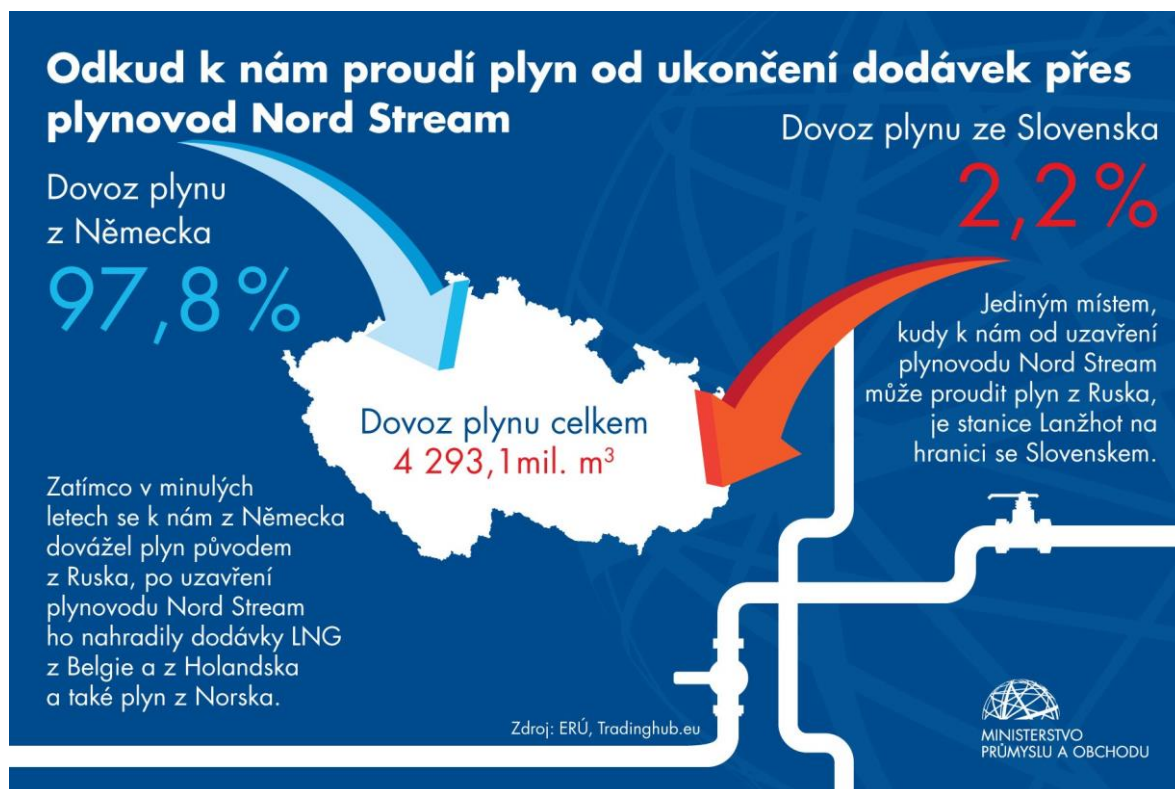 Odkud k nám proudí plyn od ukončení dodávek přes
plynovod Nord Stream
Dovoz plynu
z Německa
97,8 %
Dovoz plynu ze Slovenska
2,2 %
Jediným místem,
kudy k nám od uzavření
plynovodu Nord Stream
může proudit plyn z Ruska,
je stanice Lanžhot na
hranici se Slovenskem.
Dovoz plynu celkem
4 293,1mil. m³
Zatímco v minulých
letech se k nám z Německa
dovážel plyn původem
z Ruska, po uzavření
plynovodu Nord Stream
ho nahradily dodávky LNG
z Belgie a z Holandska
a také plyn z Norska.
Zdroj: ERÚ, Tradinghub.eu
MINISTERSTVO
PRŮMYSLU A OBCHODU